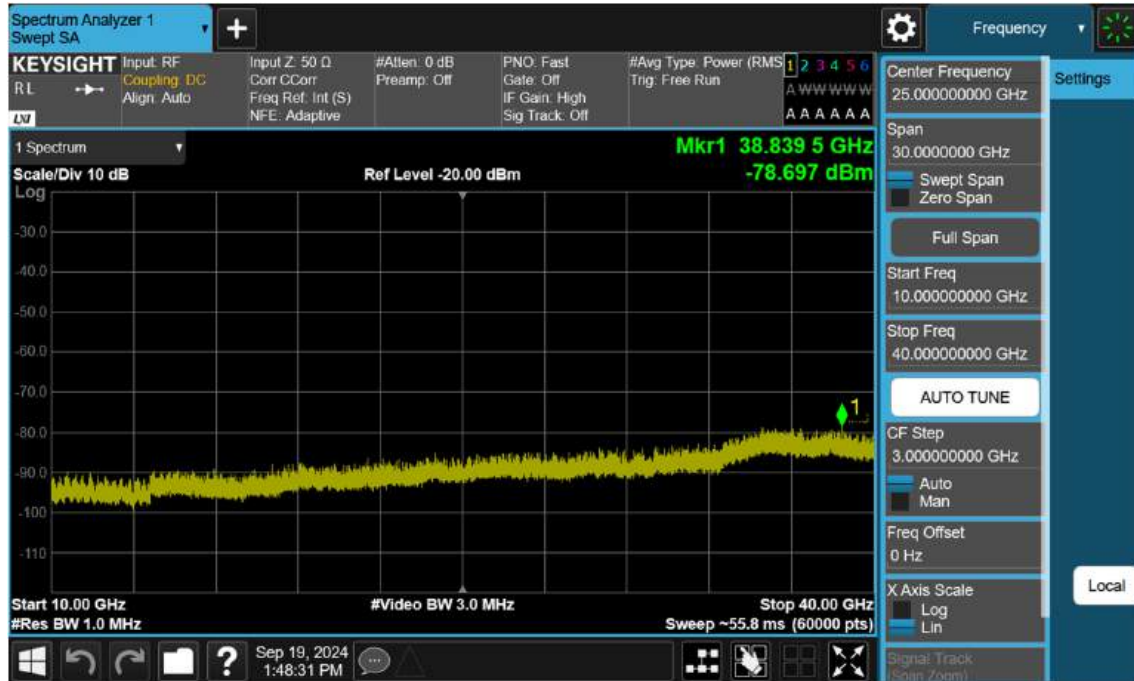 Spectrum Analyzer 1
Swept SA
+
Frequency
KEYSIGHT
RL
LXI
Input: RF
Coupling: DC
Align: Auto
Input Z: 50 Ω
Corr CCorr
Freq Ref: Int (S)
NFE: Adaptive
#Atten: 0 dB
Preamp: Off
PNO: Fast
Gate: Off
IF Gain: High
Sig Track: Off
#Avg Type: Power (RMS
Trig: Free Run
1 2 3 4 5 6
A W W W W W
A A A A A A
1 Spectrum
Scale/Div 10 dB
Ref Level -20.00 dBm
Mkr1 38.839 5 GHz
-78.697 dBm
Log
-30.0
-40.0
-50.0
-60.0
-70.0
-80.0
-90.0
-100
-110
1
Start 10.00 GHz
#Res BW 1.0 MHz
#Video BW 3.0 MHz
Stop 40.00 GHz
Sweep ~55.8 ms (60000 pts)
Sep 19, 2024
1:48:31 PM
Center Frequency
25.000000000 GHz
Span
30.0000000 GHz
Swept Span
Zero Span
Full Span
Start Freq
10.000000000 GHz
Stop Freq
40.000000000 GHz
AUTO TUNE
CF Step
3.000000000 GHz
Auto
Man
Freq Offset
0 Hz
X Axis Scale
Log
Lin
Signal Track
(Span Zoom)
Settings
Local